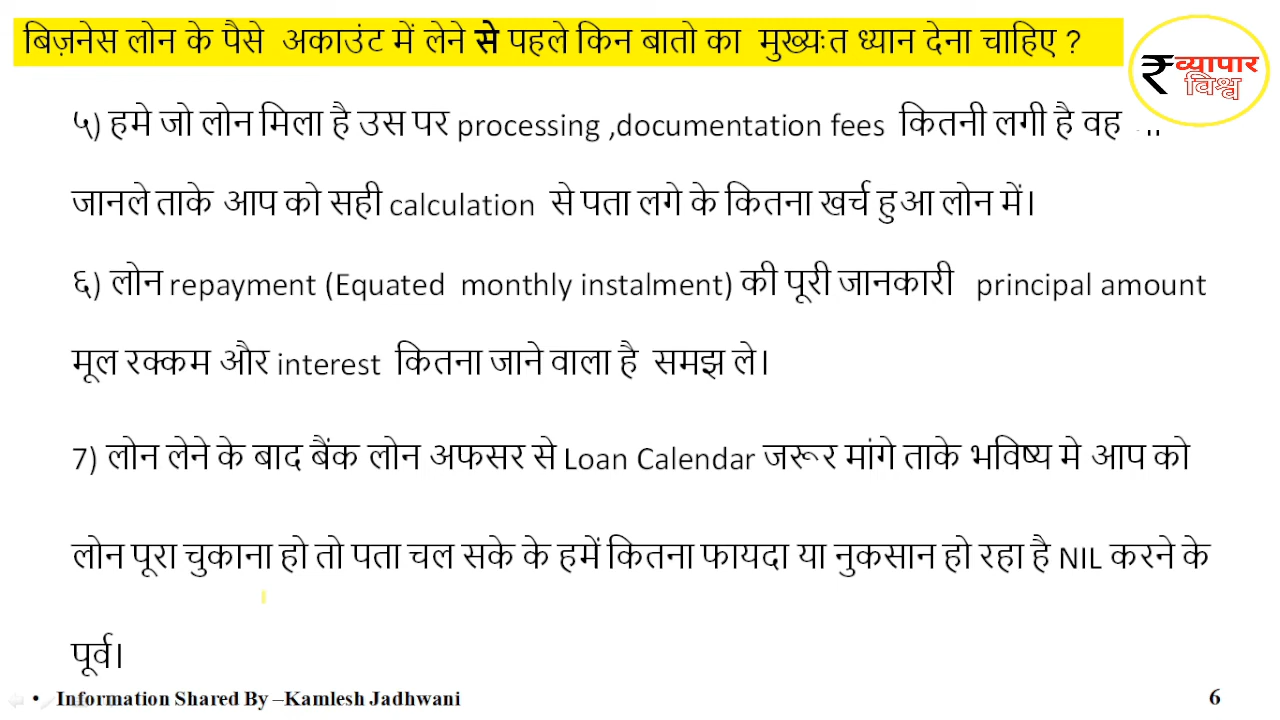 बिज़नेस लोन के पैसे अकाउंट में लेने से पहले किन बातो का मुख्यःत ध्यान देना चाहिए ?
₹व्यापार
विश्व
५) हमे जो लोन मिला है उस पर processing ,documentation fees कितनी लगी है वह
जानले ताके आप को सही calculation से पता लगे के कितना खर्च हुआ लोन में।
६) लोन repayment (Equated monthly instalment) की पूरी जानकारी principal amount
मूल रक्कम और interest कितना जाने वाला है समझ ले।
7) लोन लेने के बाद बैंक लोन अफसर से Loan Calendar जरूर मांगे ताके भविष्य मे आप को
लोन पूरा चुकाना हो तो पता चल सके के हमें कितना फायदा या नुकसान हो रहा है NIL करने के
पूर्व।
• Information Shared By –Kamlesh Jadhwani 6